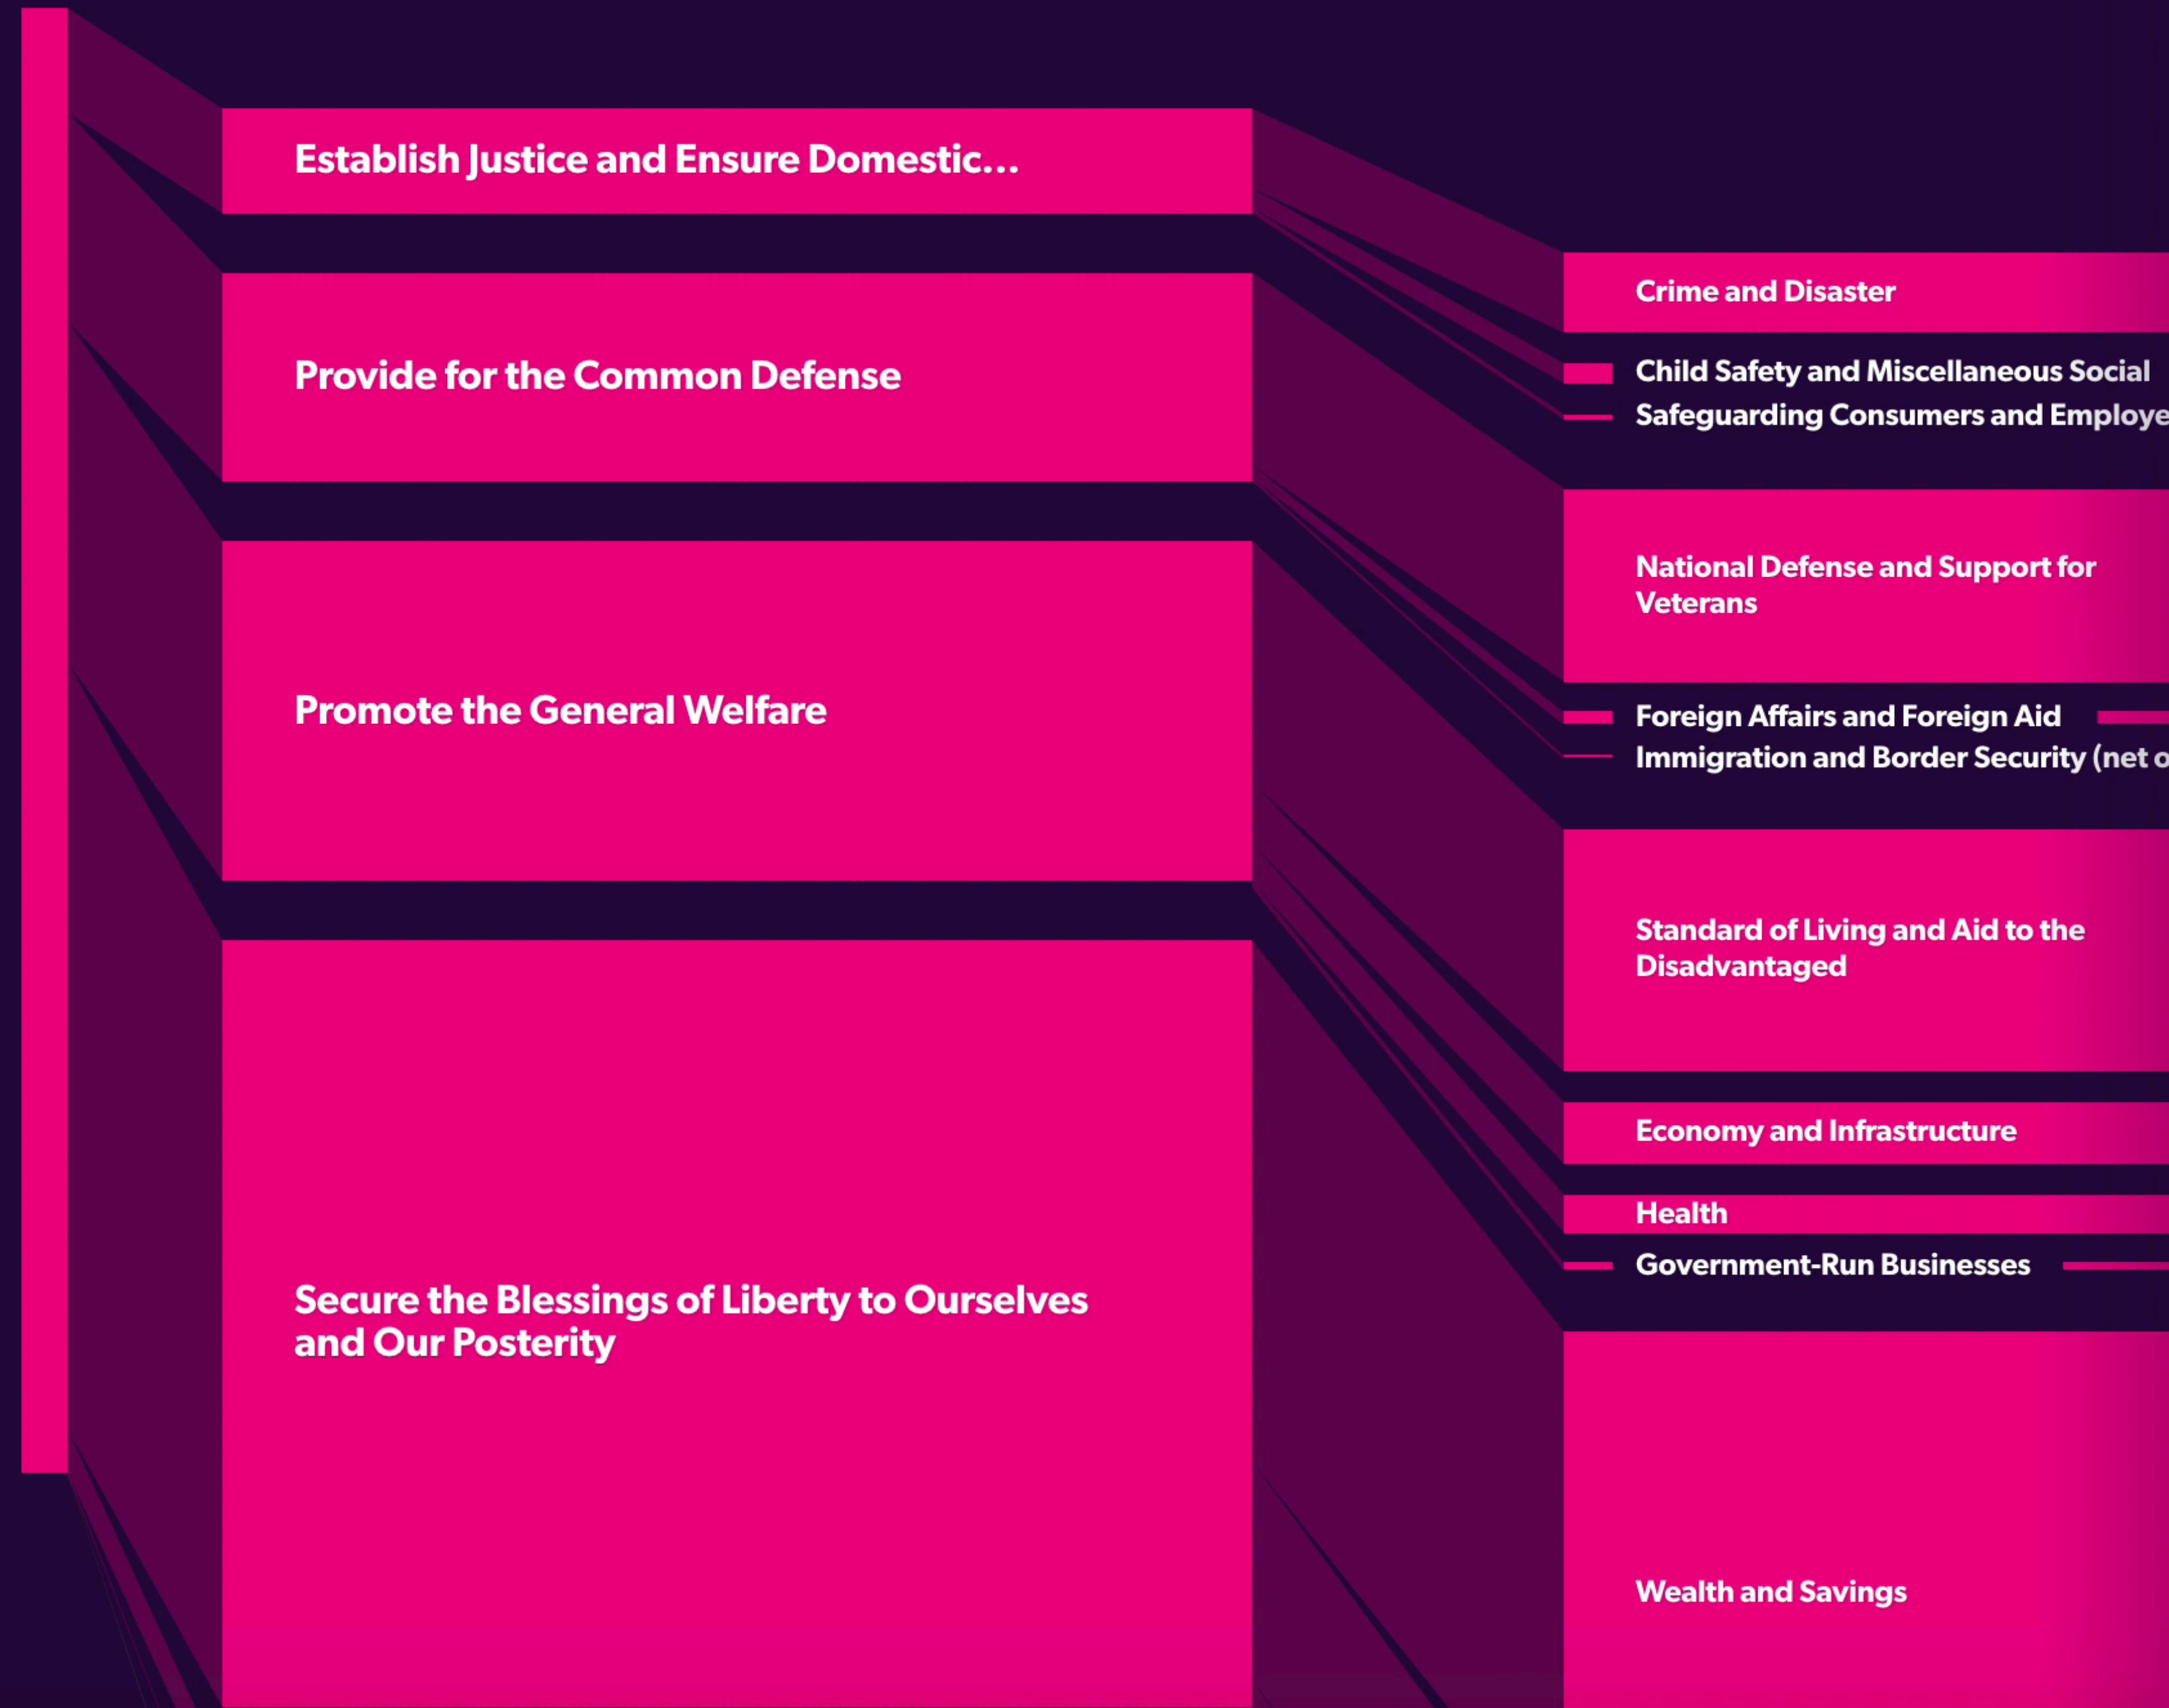 Establish Justice and Ensure Domestic...
Provide for the Common Defense
Promote the General Welfare
Secure the Blessings of Liberty to Ourselves
and Our Posterity
Crime and Disaster
Child Safety and Miscellaneous Social
Safeguarding Consumers and Employe
National Defense and Support for
Veterans
Foreign Affairs and Foreign Aid
Immigration and Border Security (net o
Standard of Living and Aid to the
Disadvantaged
Economy and Infrastructure
Health
Government-Run Businesses
Wealth and Savings